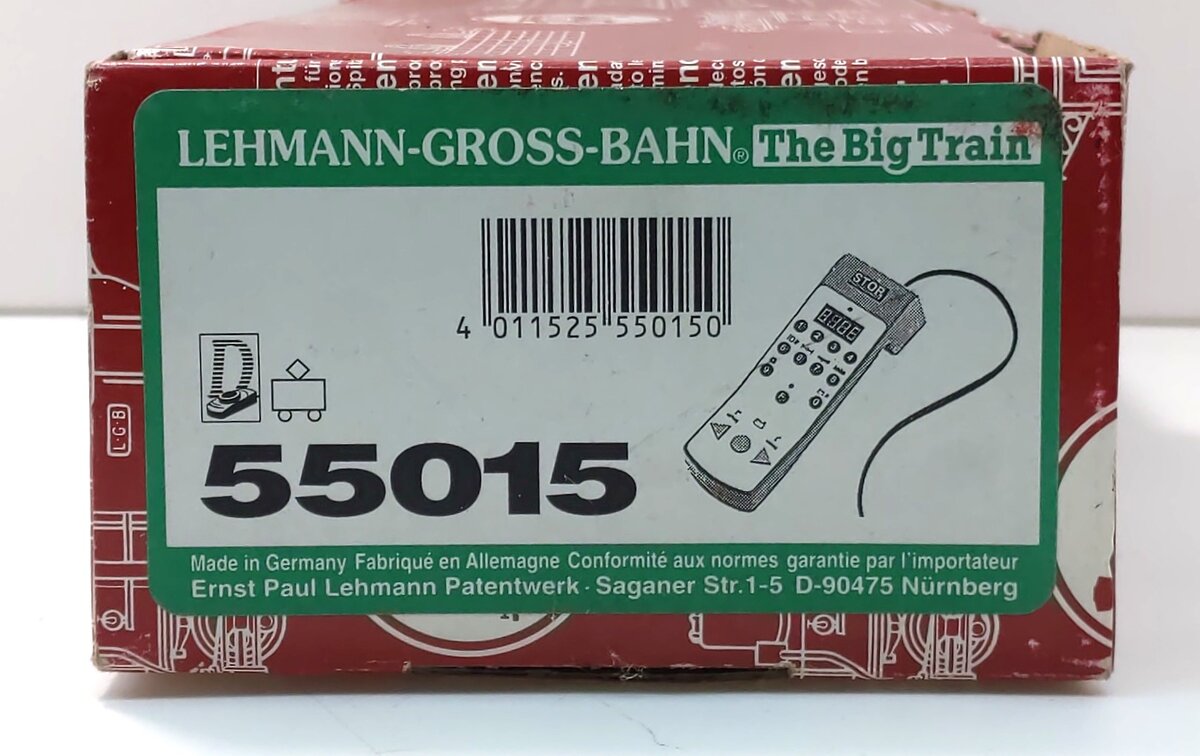 LEHMANN-GROSS-BAHN® The Big Train
4 011525 550150
STOP
55015
L·G·B
Made in Germany Fabriqué en Allemagne Conformité aux normes garantie par l'importateur
Ernst Paul Lehmann Patentwerk · Saganer Str.1-5 D-90475 Nürnberg